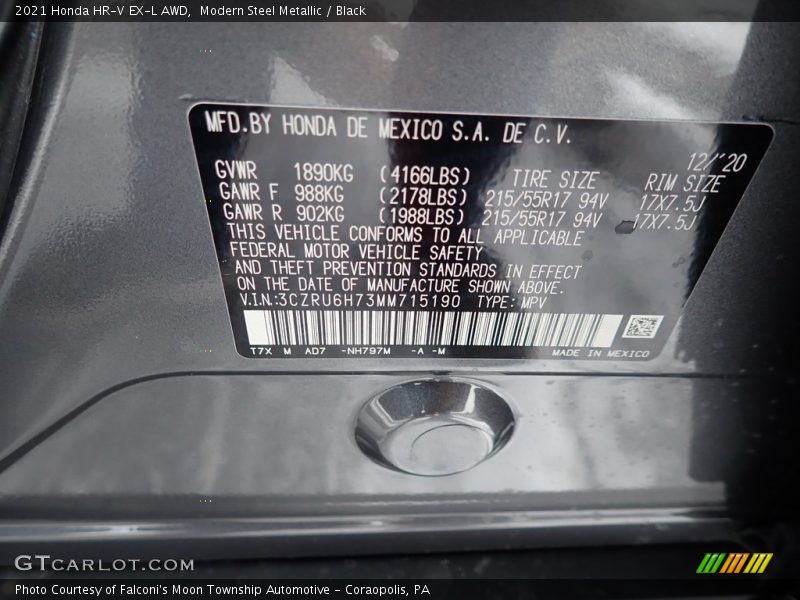 2021 Honda HR-V EX-L AWD, Modern Steel Metallic / Black
MFD.BY HONDA DE MEXICO S.A. DE C.V.
12/'20
GVWR 1890KG (4166LBS) TIRE SIZE RIM SIZE
GAWR F 988KG (2178LBS) 215/55R17 94V 17X7.5J
GAWR R 902KG (1988LBS) 215/55R17 94V 17X7.5J
THIS VEHICLE CONFORMS TO ALL APPLICABLE
FEDERAL MOTOR VEHICLE SAFETY
AND THEFT PREVENTION STANDARDS IN EFFECT
ON THE DATE OF MANUFACTURE SHOWN ABOVE.
V.I.N.:3CZRU6H73MM715190 TYPE: MPV
T7X M AD7 -NH797M -A -M MADE IN MEXICO
GTCARLOT.COM
Photo Courtesy of Falconi's Moon Township Automotive - Coraopolis, PA